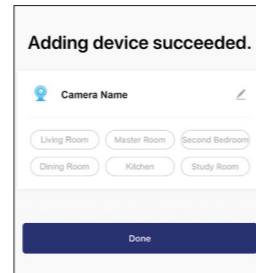 Adding device succeeded.
Camera Name
Living Room Master Room Second Bedroom
Dining Room Kitchen Study Room
Done